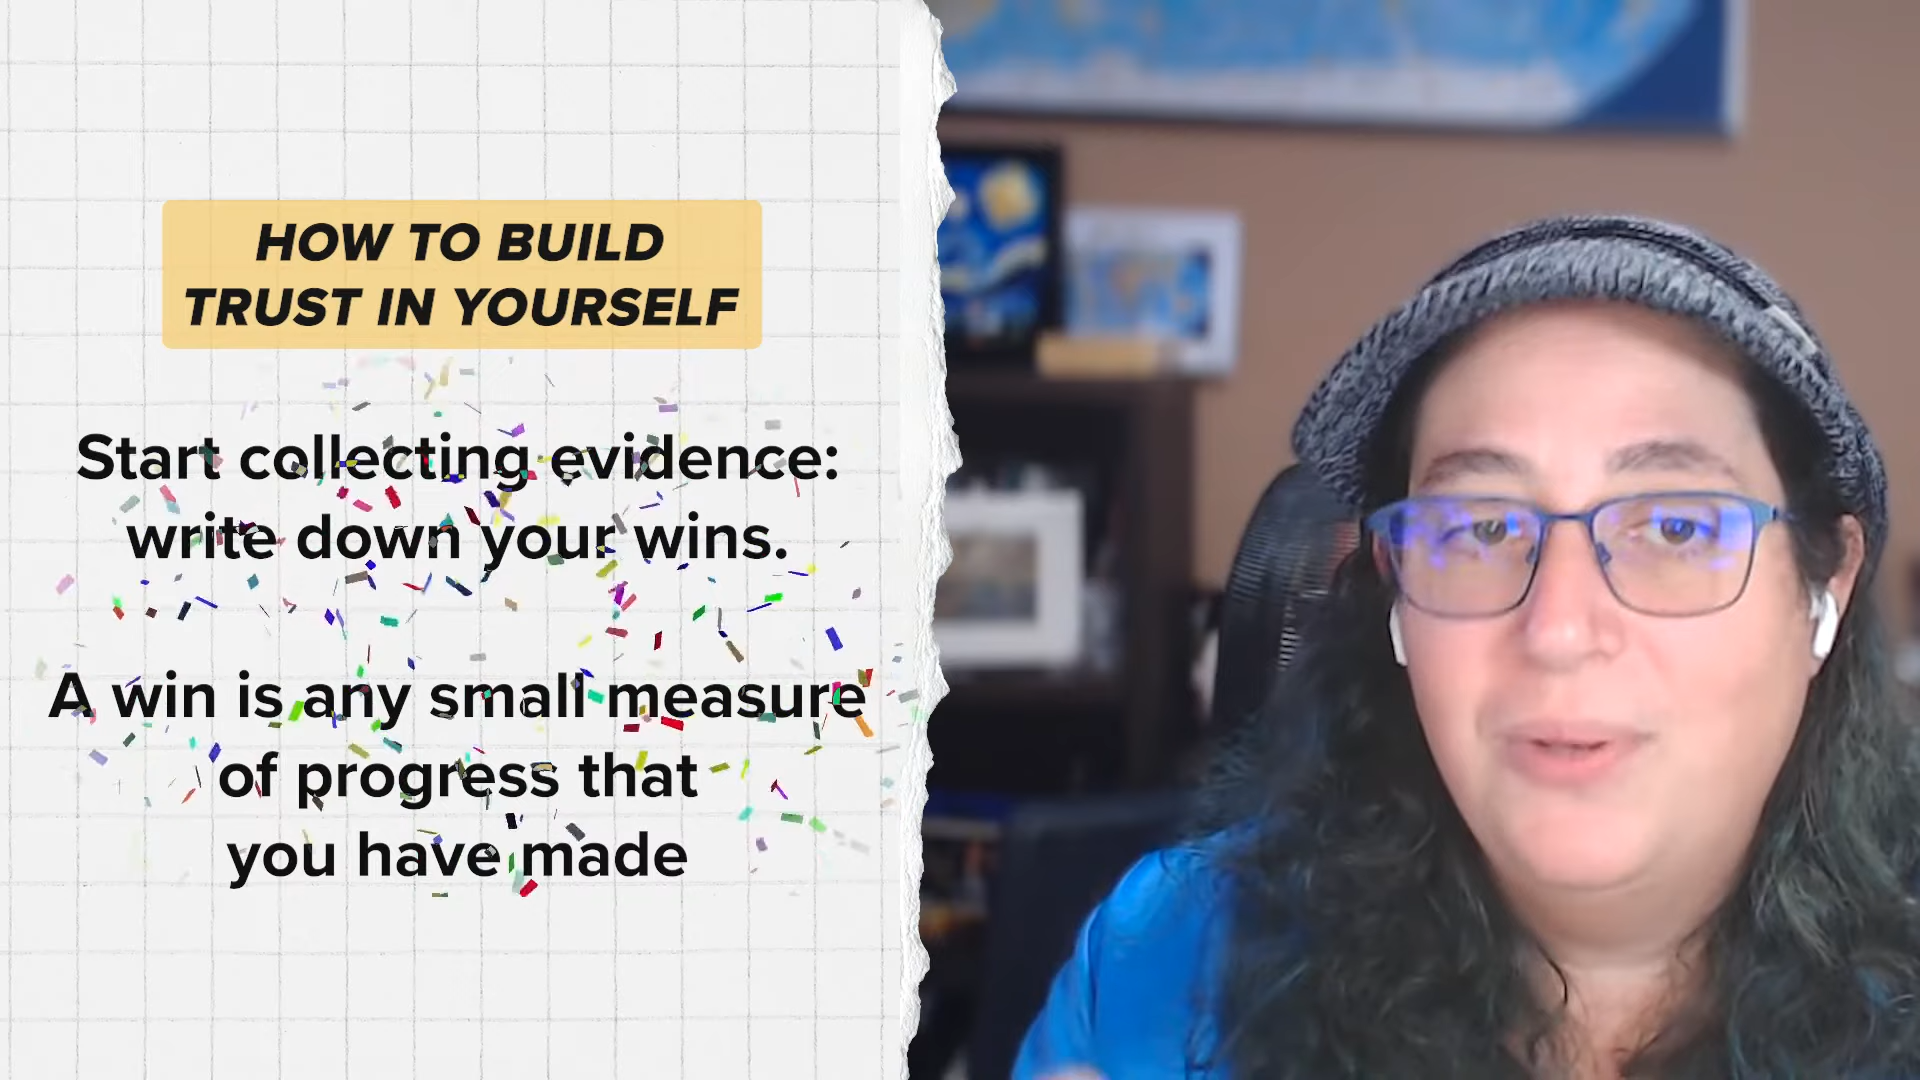 HOW TO BUILD
TRUST IN YOURSELF
Start collecting evidence:
write down your wins.
A win is any small measure
of progress that
you have made